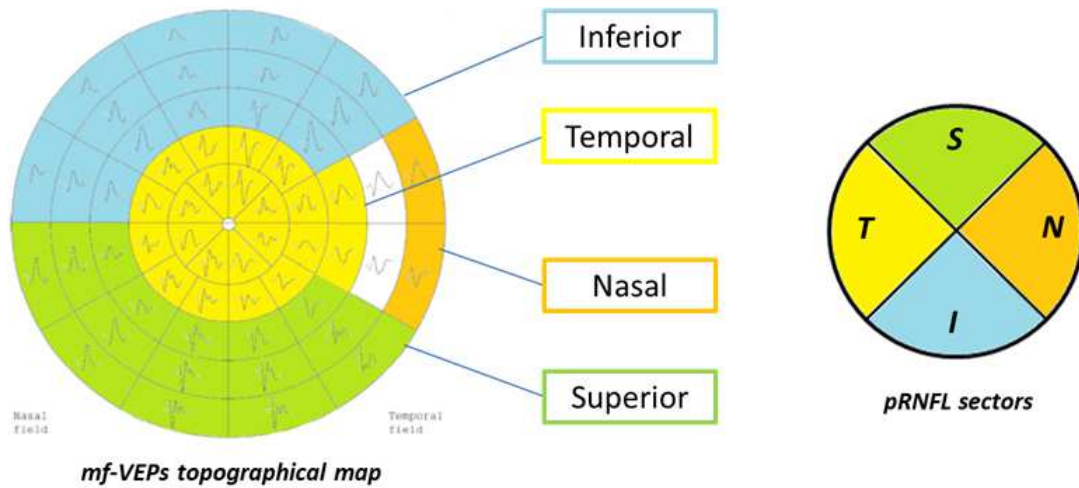 Inferior
Temporal
Nasal
Superior
Nasal
field
Temporal
field
mf-VEPs topographical map
S
T
N
I
pRNFL sectors